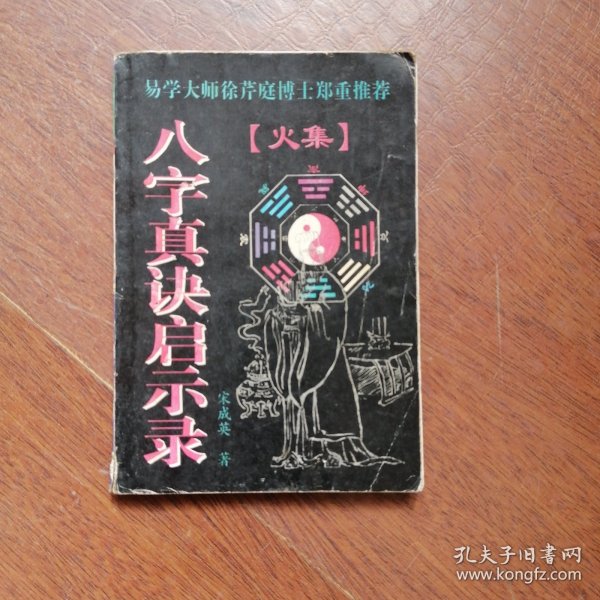 易学大师徐芹庭博士郑重推荐
【火集】
八字真诀启示录
宋成英 著
孔夫子旧书网
www.kongfz.com